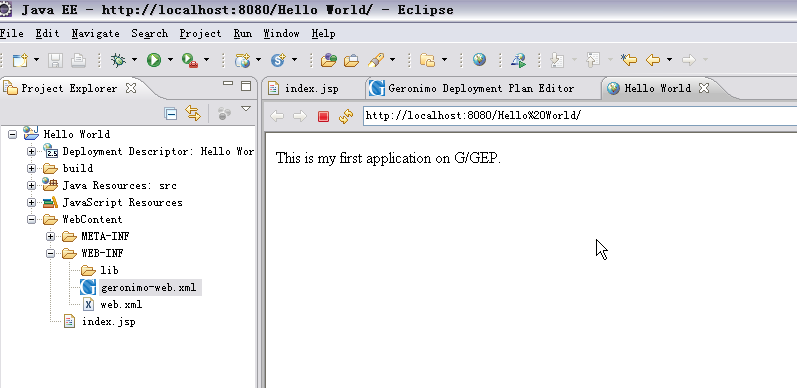 Java EE - http://localhost:8080/Hello World/ - Eclipse
File Edit Navigate Search Project Run Window Help
Project Explorer
index.jsp Geronimo Deployment Plan Editor Hello World
http://localhost:8080/Hello%20World/
Hello World
Deployment Descriptor: Hello Wor
build
Java Resources: src
JavaScript Resources
WebContent
META-INF
WEB-INF
lib
geronimo-web.xml
web.xml
index.jsp
This is my first application on G/GEP.